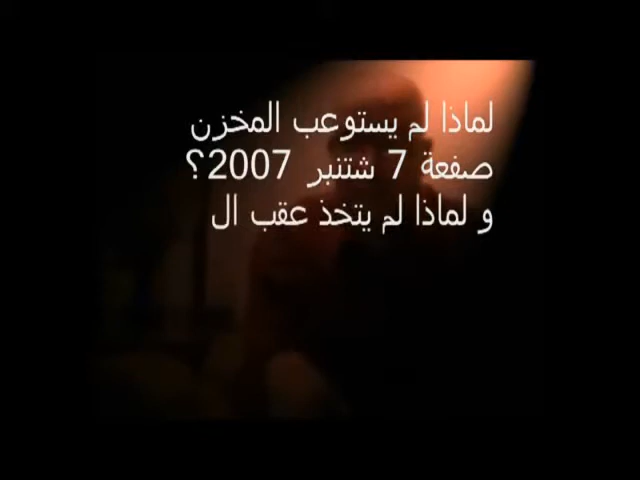 لماذا لم يستوعب المخزن
صفعة 7 شتنبر 2007؟
و لماذا لم يتخذ عقب ال